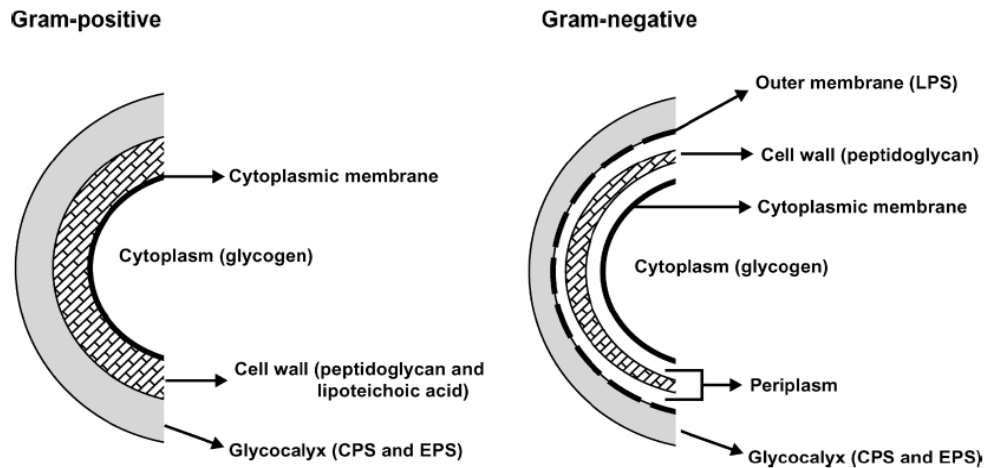 Gram-positive
Cytoplasmic membrane
Cytoplasm (glycogen)
Cell wall (peptidoglycan and
lipoteichoic acid)
Glycocalyx (CPS and EPS)
Gram-negative
Outer membrane (LPS)
Cell wall (peptidoglycan)
Cytoplasmic membrane
Cytoplasm (glycogen)
Periplasm
Glycocalyx (CPS and EPS)